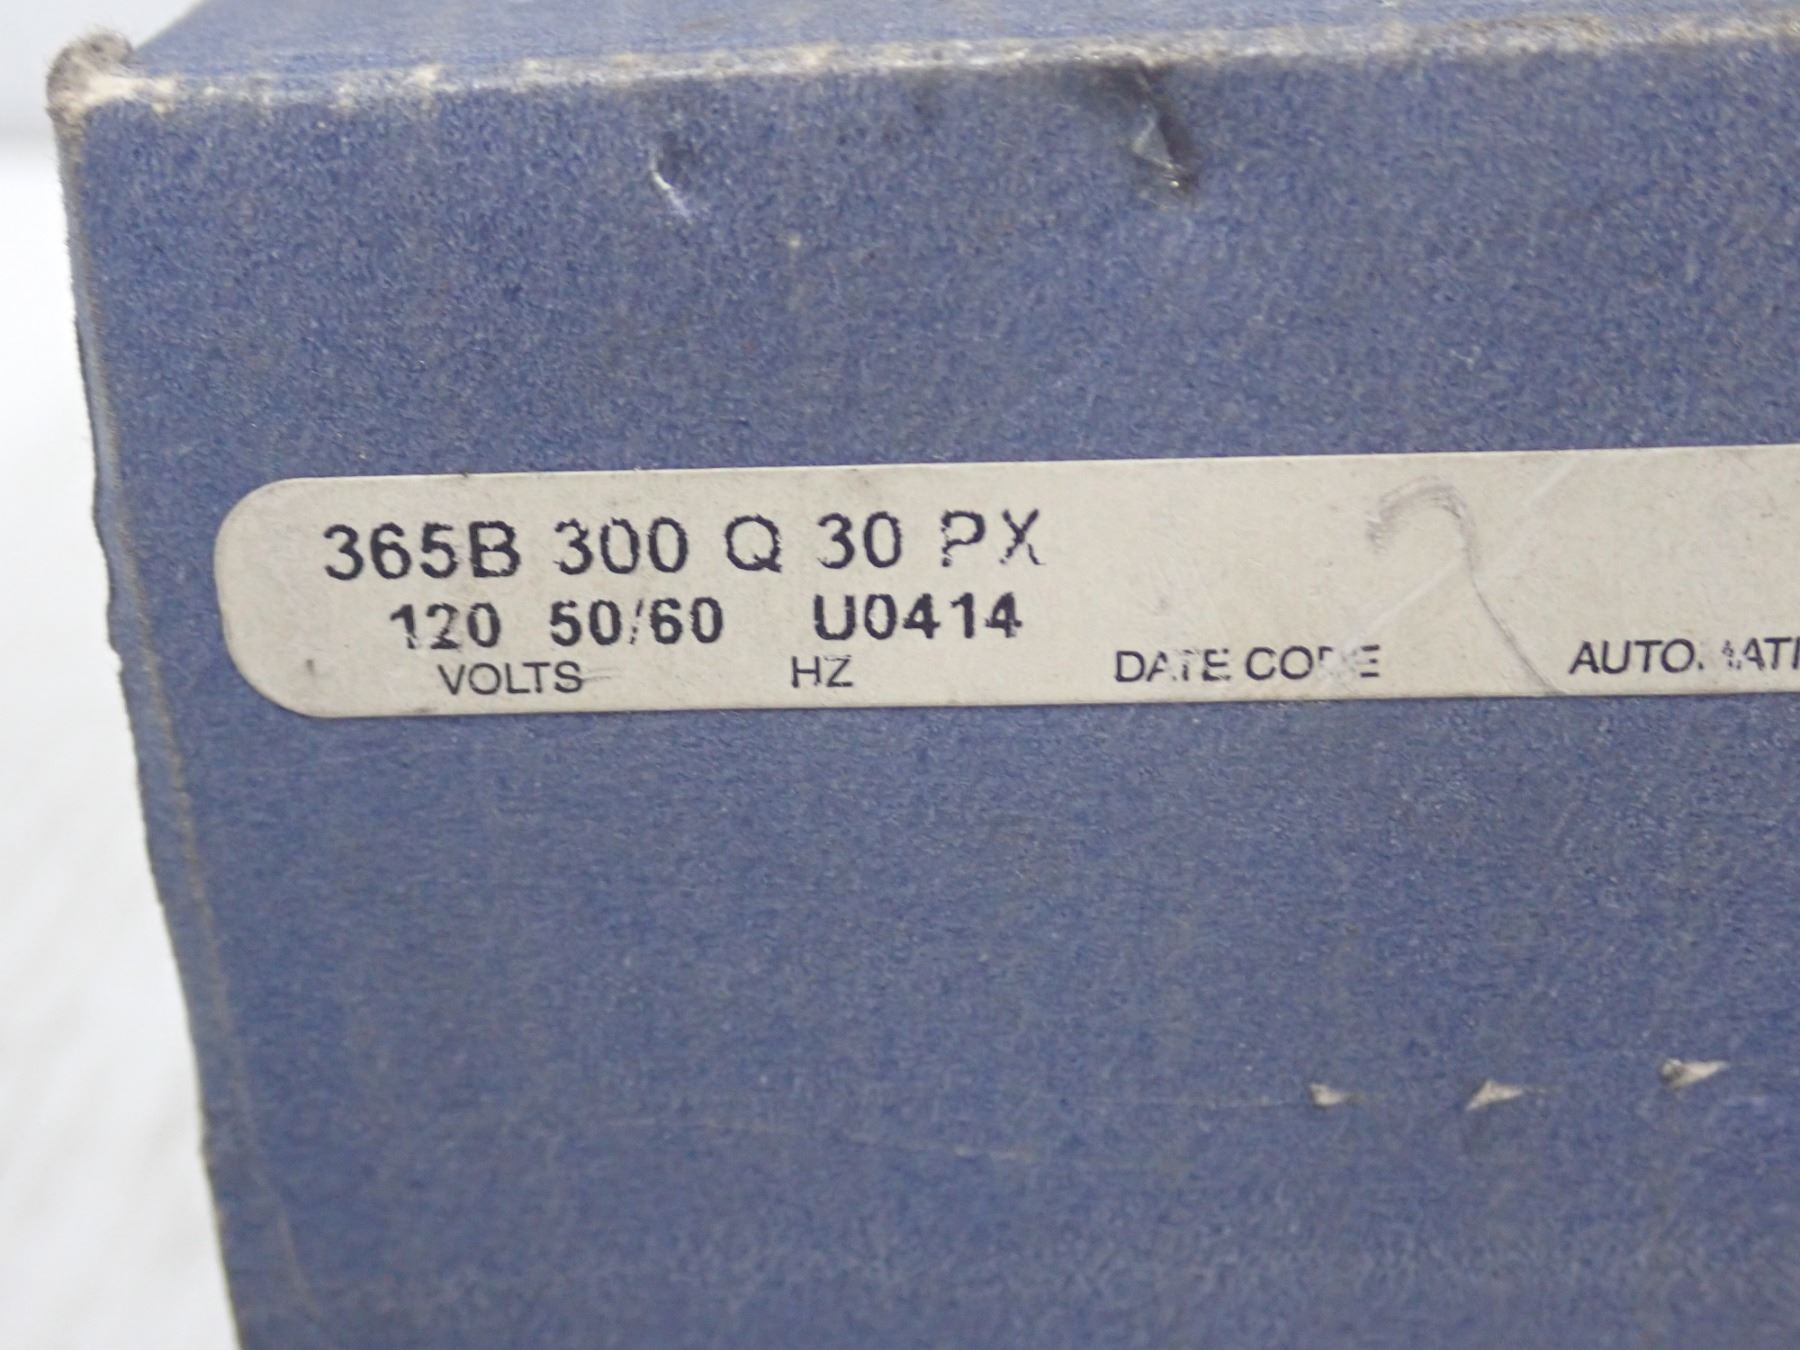 365B 300 Q 30 PX
120 50/60 U0414
VOLTS HZ DATE CODE